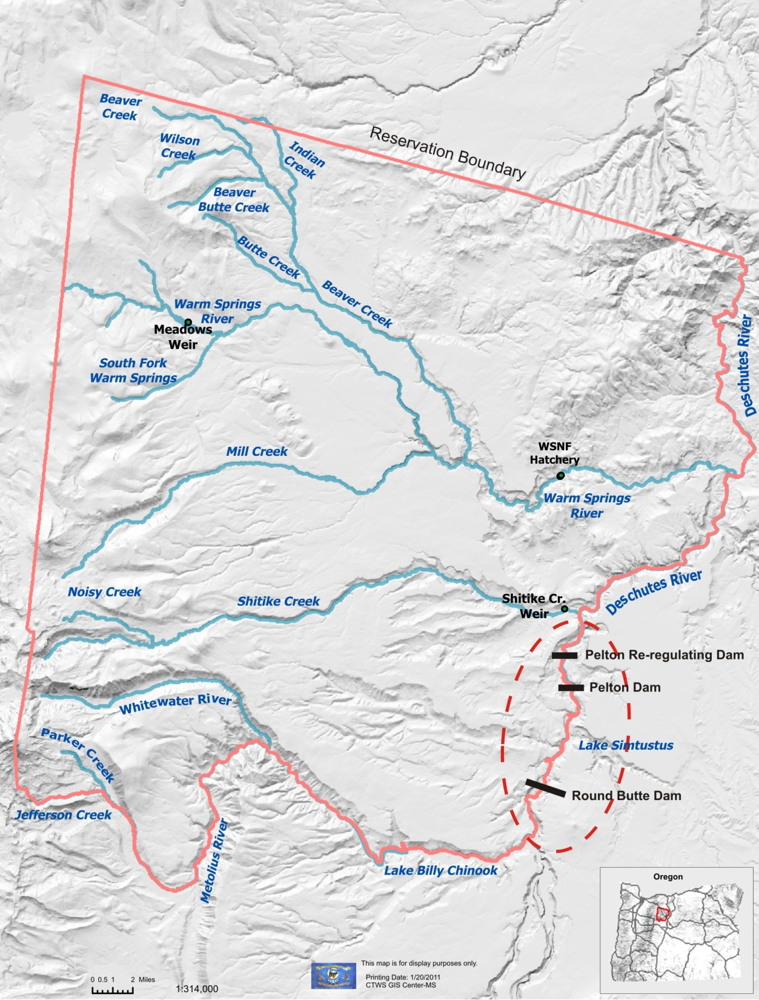 Beaver
Creek
Wilson
Creek
Indian
Creek
Reservation Boundary
Beaver
Butte Creek
Butte Creek
Beaver Creek
Warm Springs
River
Meadows
Weir
South Fork
Warm Springs
Deschutes River
Mill Creek
WSNF
Hatchery
Warm Springs
River
Noisy Creek
Shitike Creek
Shitike Cr.
Weir
Deschutes River
Pelton Re-regulating Dam
Pelton Dam
Whitewater River
Parker Creek
Lake Simtustus
Round Butte Dam
Jefferson Creek
Metolius River
Lake Billy Chinook
Oregon
This map is for display purposes only.
Printing Date: 1/20/2011
CTWS GIS Center-MS
0 0.5 1 2 Miles
1:314,000